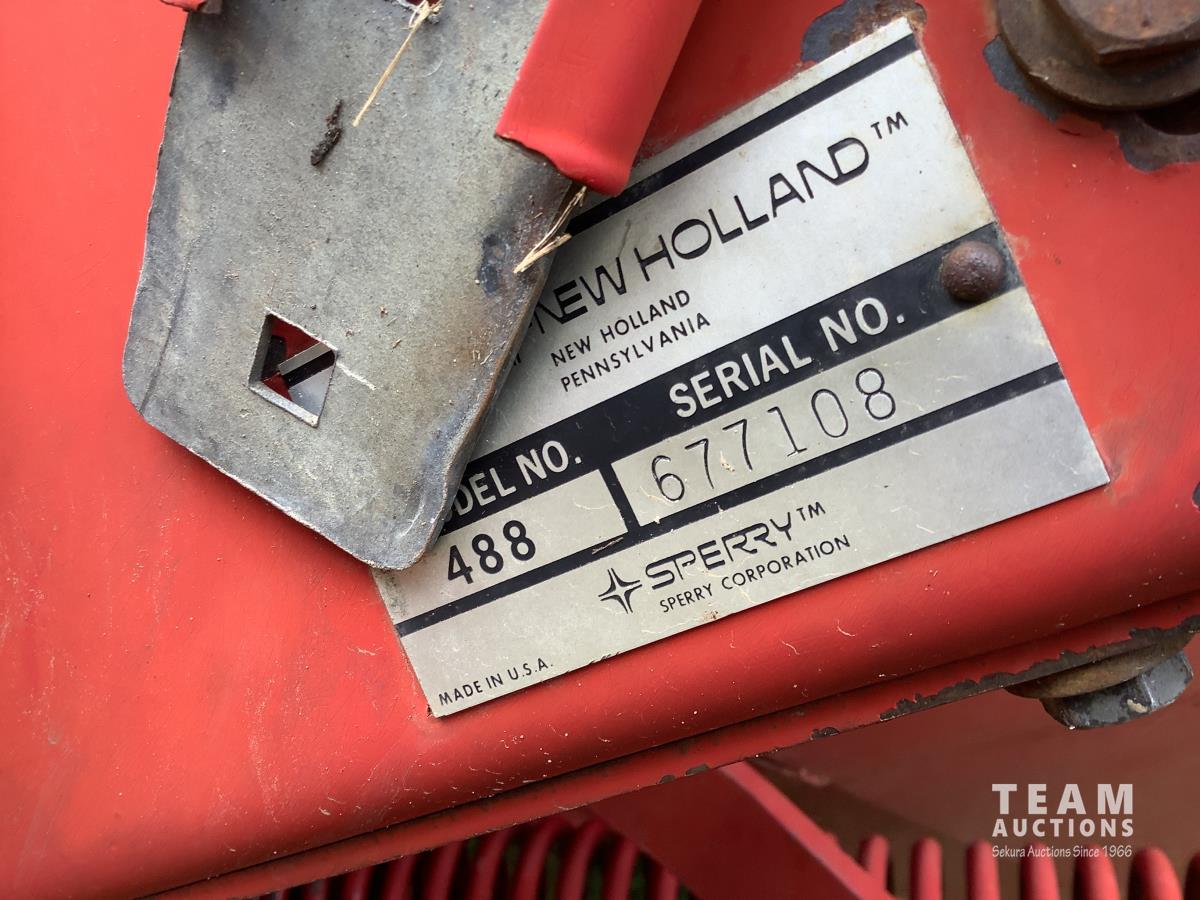 NEW HOLLAND™
NEW HOLLAND
PENNSYLVANIA
DEL NO. SERIAL NO.
488 677108
SPERRY™
SPERRY CORPORATION
MADE IN U.S.A.
TEAM
AUCTIONS
Sekura Auctions Since 1966